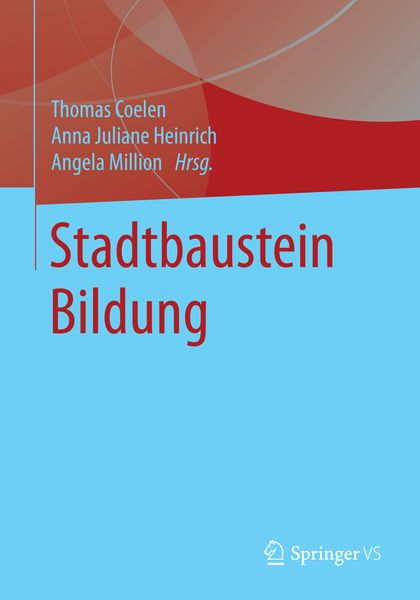 Thomas Coelen
Anna Juliane Heinrich
Angela Million Hrsg.
Stadtbaustein
Bildung
Springer VS